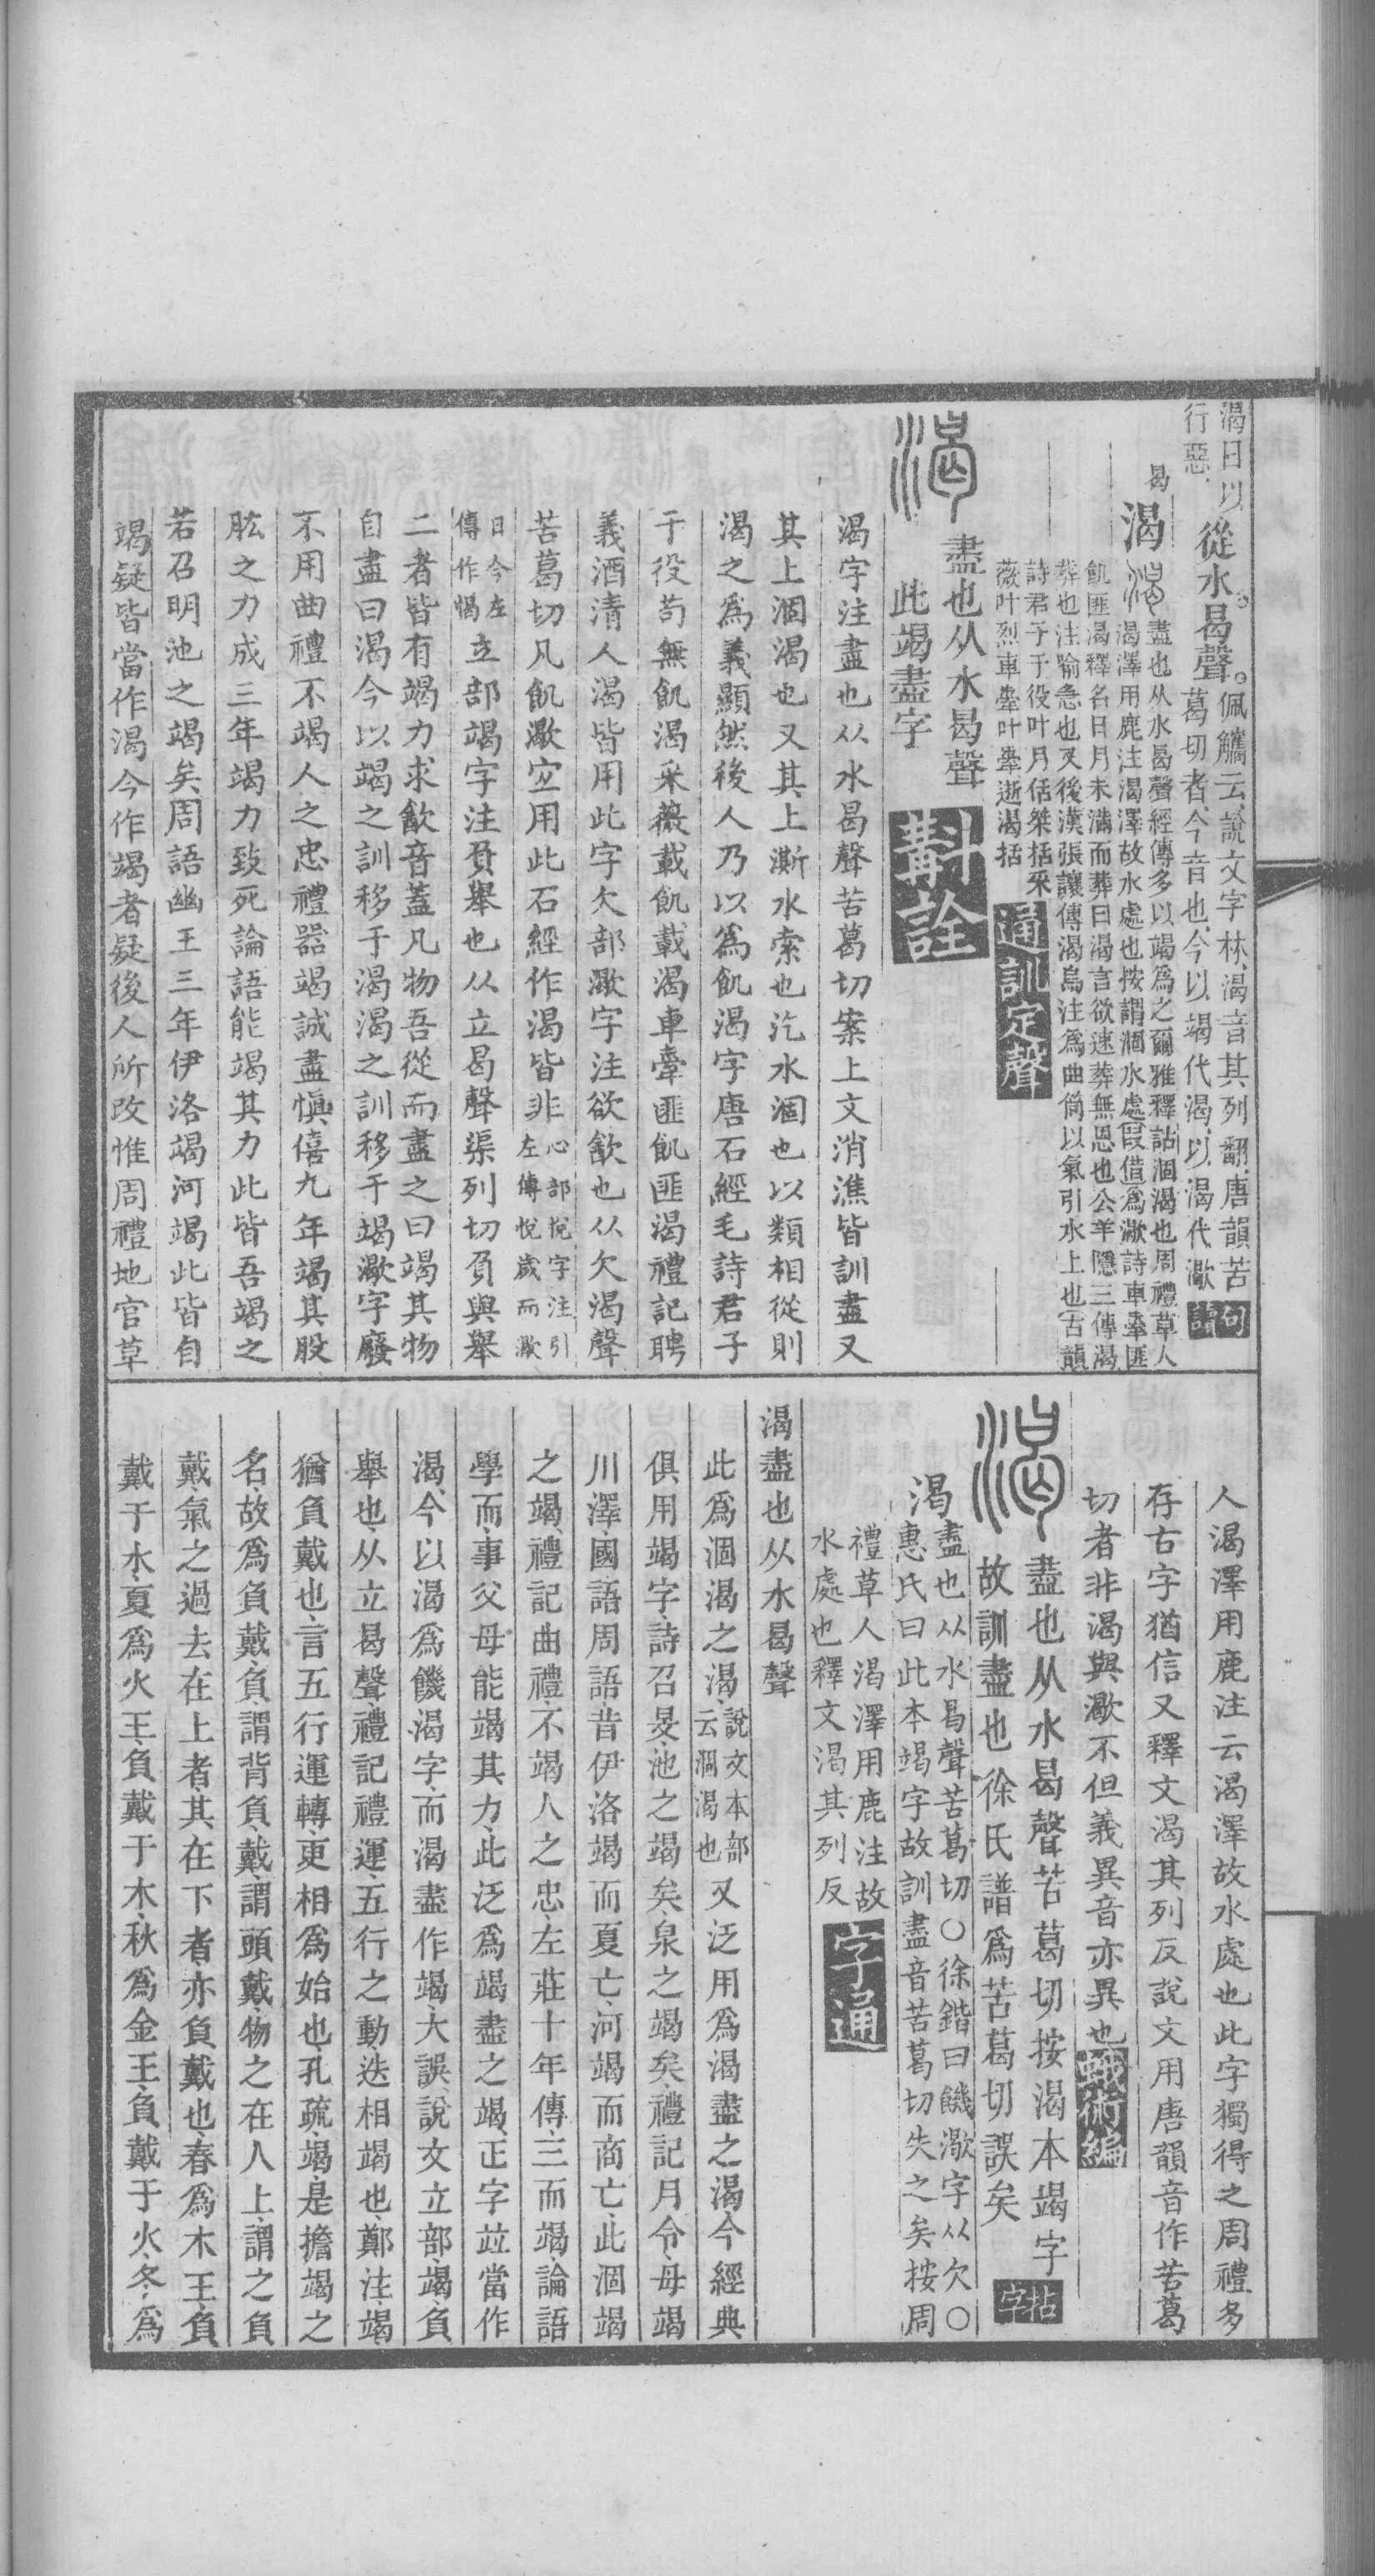 渴日以
行惡
從水。曷聲。
佩觿云、說文字林、渴音其列翻、唐韻苦
葛切者、今音也、今以竭代渴、以渴代㵣
句讀
曷
渴
盡也从水曷聲經傳多以竭爲之爾雅釋詁涸渴也周禮草人
渴澤用鹿注渴澤故水處也按謂涸水處叚借爲㵣詩車舝匪
飢匪渴釋名日月未滿而葬曰渴言欲速葬無恩也公羊隱三傳渴
葬也注喻急也又後漢張讓傳渴烏注爲曲筒以氣引水上也古韻
詩君子于役叶月佸桀括渴采
薇叶烈車舝叶舝逝渴括
通訓定聲
渴
盡也从水曷聲
此竭盡字
斠詮
渴字注盡也从水曷聲苦葛切案上文消潐皆訓盡又
其上涸渴也又其上澌水索也汔水涸也以類相從則
渴之爲義顯然後人乃以爲飢渴字唐石經毛詩君子
于役苟無飢渴采薇載飢載渴車舝匪飢匪渴禮記聘
義酒清人渴皆用此字欠部㵣字注欲歠也从欠渴聲
苦葛切凡飢㵣宐用此石經作渴皆非
心部忨字注引
左傳忨歲而㵣
日今左
傳作愒
立部竭字注負舉也从立曷聲渠列切負與舉
二者皆有竭力求歠音蓋凡物吾從而盡之曰竭其物
自盡曰渴今以竭之訓移于渴渴之訓移于竭㵣字廢
不用曲禮不竭人之忠禮器竭誠盡愼僖九年竭其股
肱之力成三年竭力致死論語能竭其力此皆吾竭之
若召明池之竭矣周語幽王三年伊洛竭河竭此皆自
竭疑皆當作渴今作竭者疑後人所改惟周禮地官草
人渴澤用鹿注云渴澤故水處也此字獨得之周禮多
存古字猶信又釋文渴其列反說文用唐韻音作苦葛
切者非渴與㵣不但義異音亦異也
蛾術編
渴
盡也从水曷聲苦葛切按渴本竭字
故訓盡也徐氏譜爲苦葛切誤矣
拈字
渴
盡也从水曷聲苦葛切○徐鍇曰饑㵣字从欠○
惠氏曰此本竭字故訓盡音苦葛切失之矣按周
禮草人渴澤用鹿注故
水處也釋文渴其列反
字通
渴盡也从水曷聲
此爲涸渴之渴、
說文本部
云涸渴也
又泛用爲渴盡之渴、今經典
俱用竭字、詩召旻、池之竭矣、泉之竭矣、禮記月令、毋竭
川澤、國語周語、昔伊洛竭而夏亡、河竭而商亡、此涸竭
之竭、禮記曲禮、不竭人之忠、左莊十年傳、三而竭、論語
學而、事父母能竭其力、此泛爲竭盡之竭、正字竝當作
渴、今以渴爲饑渴字、而渴盡作竭、大誤、說文立部、竭、負
舉也、从立曷聲、禮記禮運、五行之動、迭相竭也、鄭注、竭、
猶負戴也、言五行運轉、更相爲始也、孔疏、竭、是擔竭之
名、故爲負戴、負、謂背負、戴、謂頭戴、物之在人上、謂之負
戴、氣之過去在上者、其在下者、亦負戴也、春爲木王、負
戴于水、夏爲火王、負戴于木、秋爲金王、負戴于火、冬爲